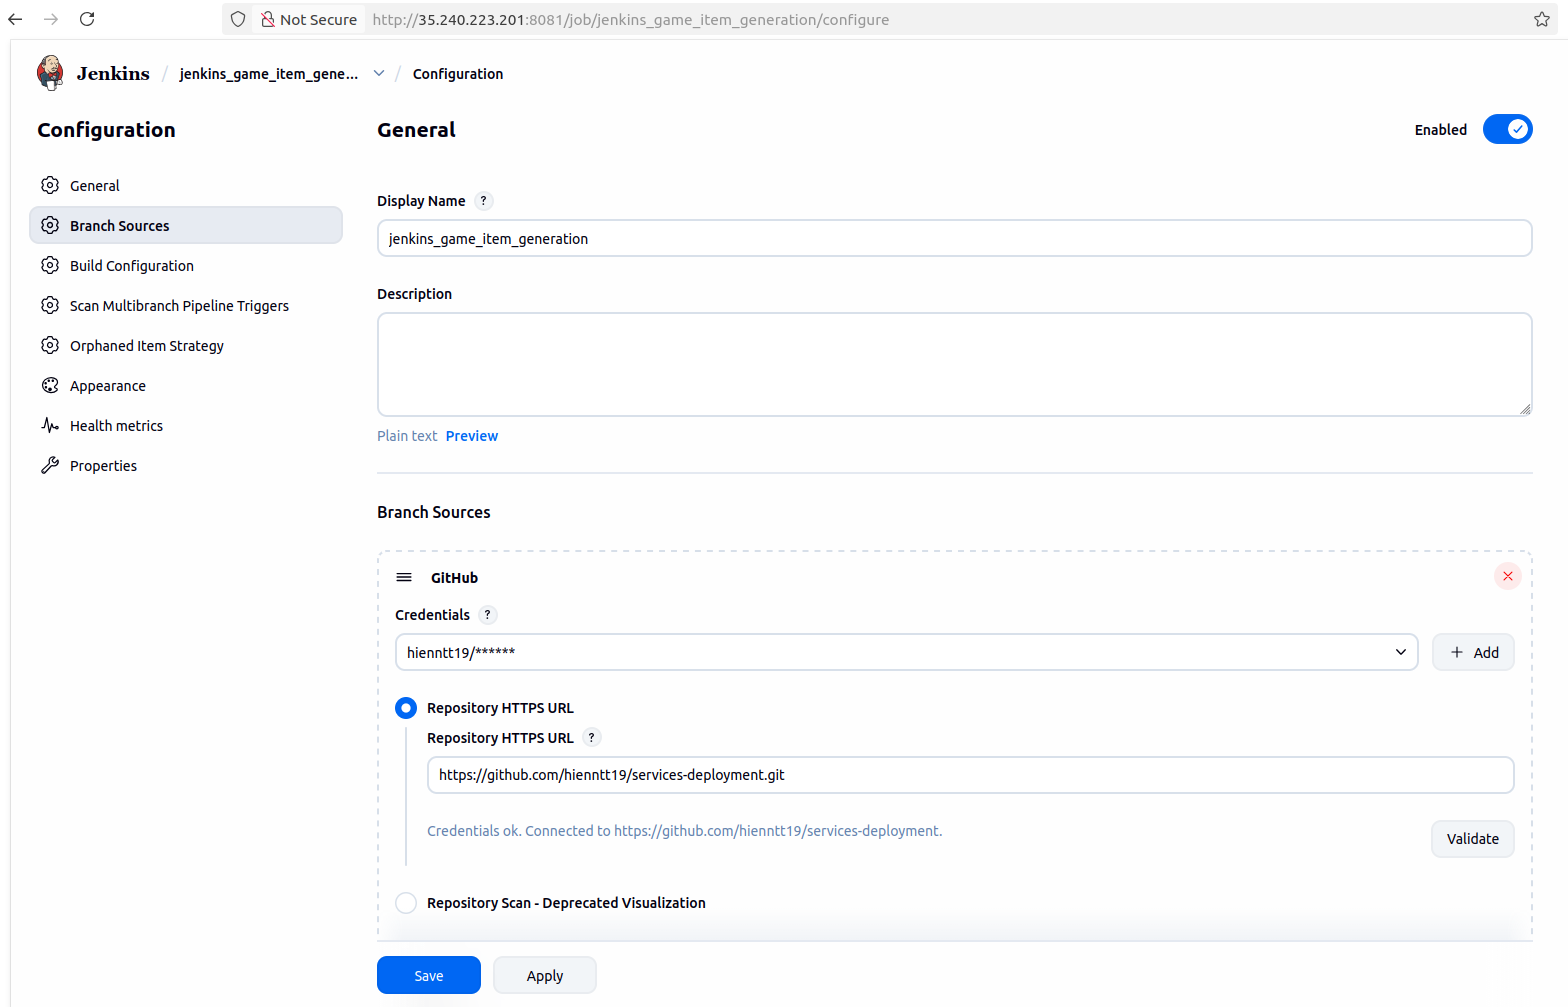 Not Secure http://35.240.223.201:8081/job/jenkins_game_item_generation/configure
Jenkins / jenkins_game_item_gene... / Configuration
Configuration
General
Branch Sources
Build Configuration
Scan Multibranch Pipeline Triggers
Orphaned Item Strategy
Appearance
Health metrics
Properties
General
Enabled
Display Name ?
jenkins_game_item_generation
Description
Plain text Preview
Branch Sources
GitHub
Credentials ?
hienntt19/******
+ Add
Repository HTTPS URL
Repository HTTPS URL ?
https://github.com/hienntt19/services-deployment.git
Credentials ok. Connected to https://github.com/hienntt19/services-deployment.
Validate
Repository Scan - Deprecated Visualization
Save Apply